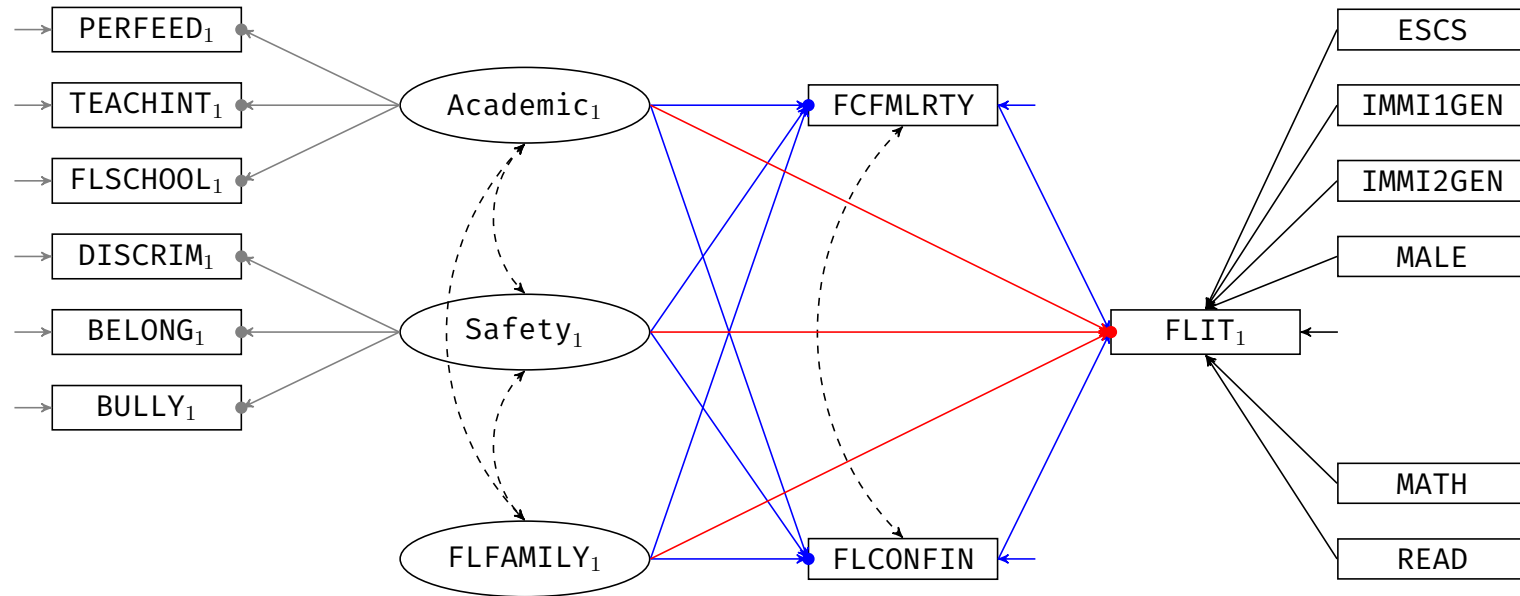 PERFEED₁
TEACHINT₁
FLSCHOOL₁
DISCRIM₁
BELONG₁
BULLY₁
Academic₁
Safety₁
FLFAMILY₁
FCFMLRTY
FLCONFIN
FLIT₁
ESCS
IMMI1GEN
IMMI2GEN
MALE
MATH
READ